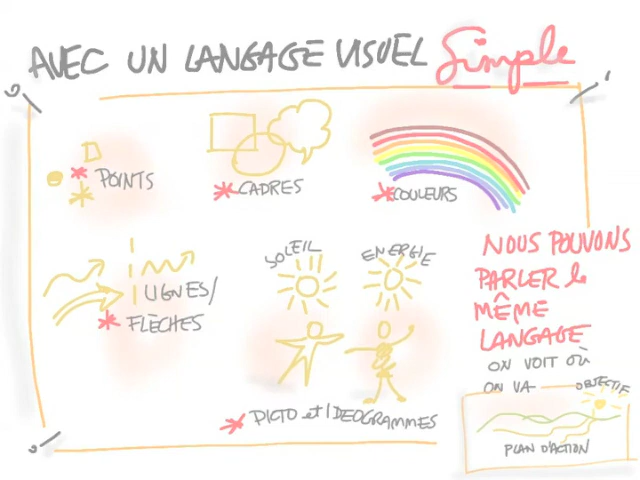 AVEC UN LANGAGE VISUEL Simple
* POINTS
* CADRES
* COULEURS
LIGNES/
* FLÈCHES
SOLEIL
ENERGIE
* PICTO et IDEOGRAMMES
NOUS POUVONS
PARLER le
MÊME
LANGAGE
ON VOIT OÙ
ON VA
OBJECTIF
PLAN D'ACTION